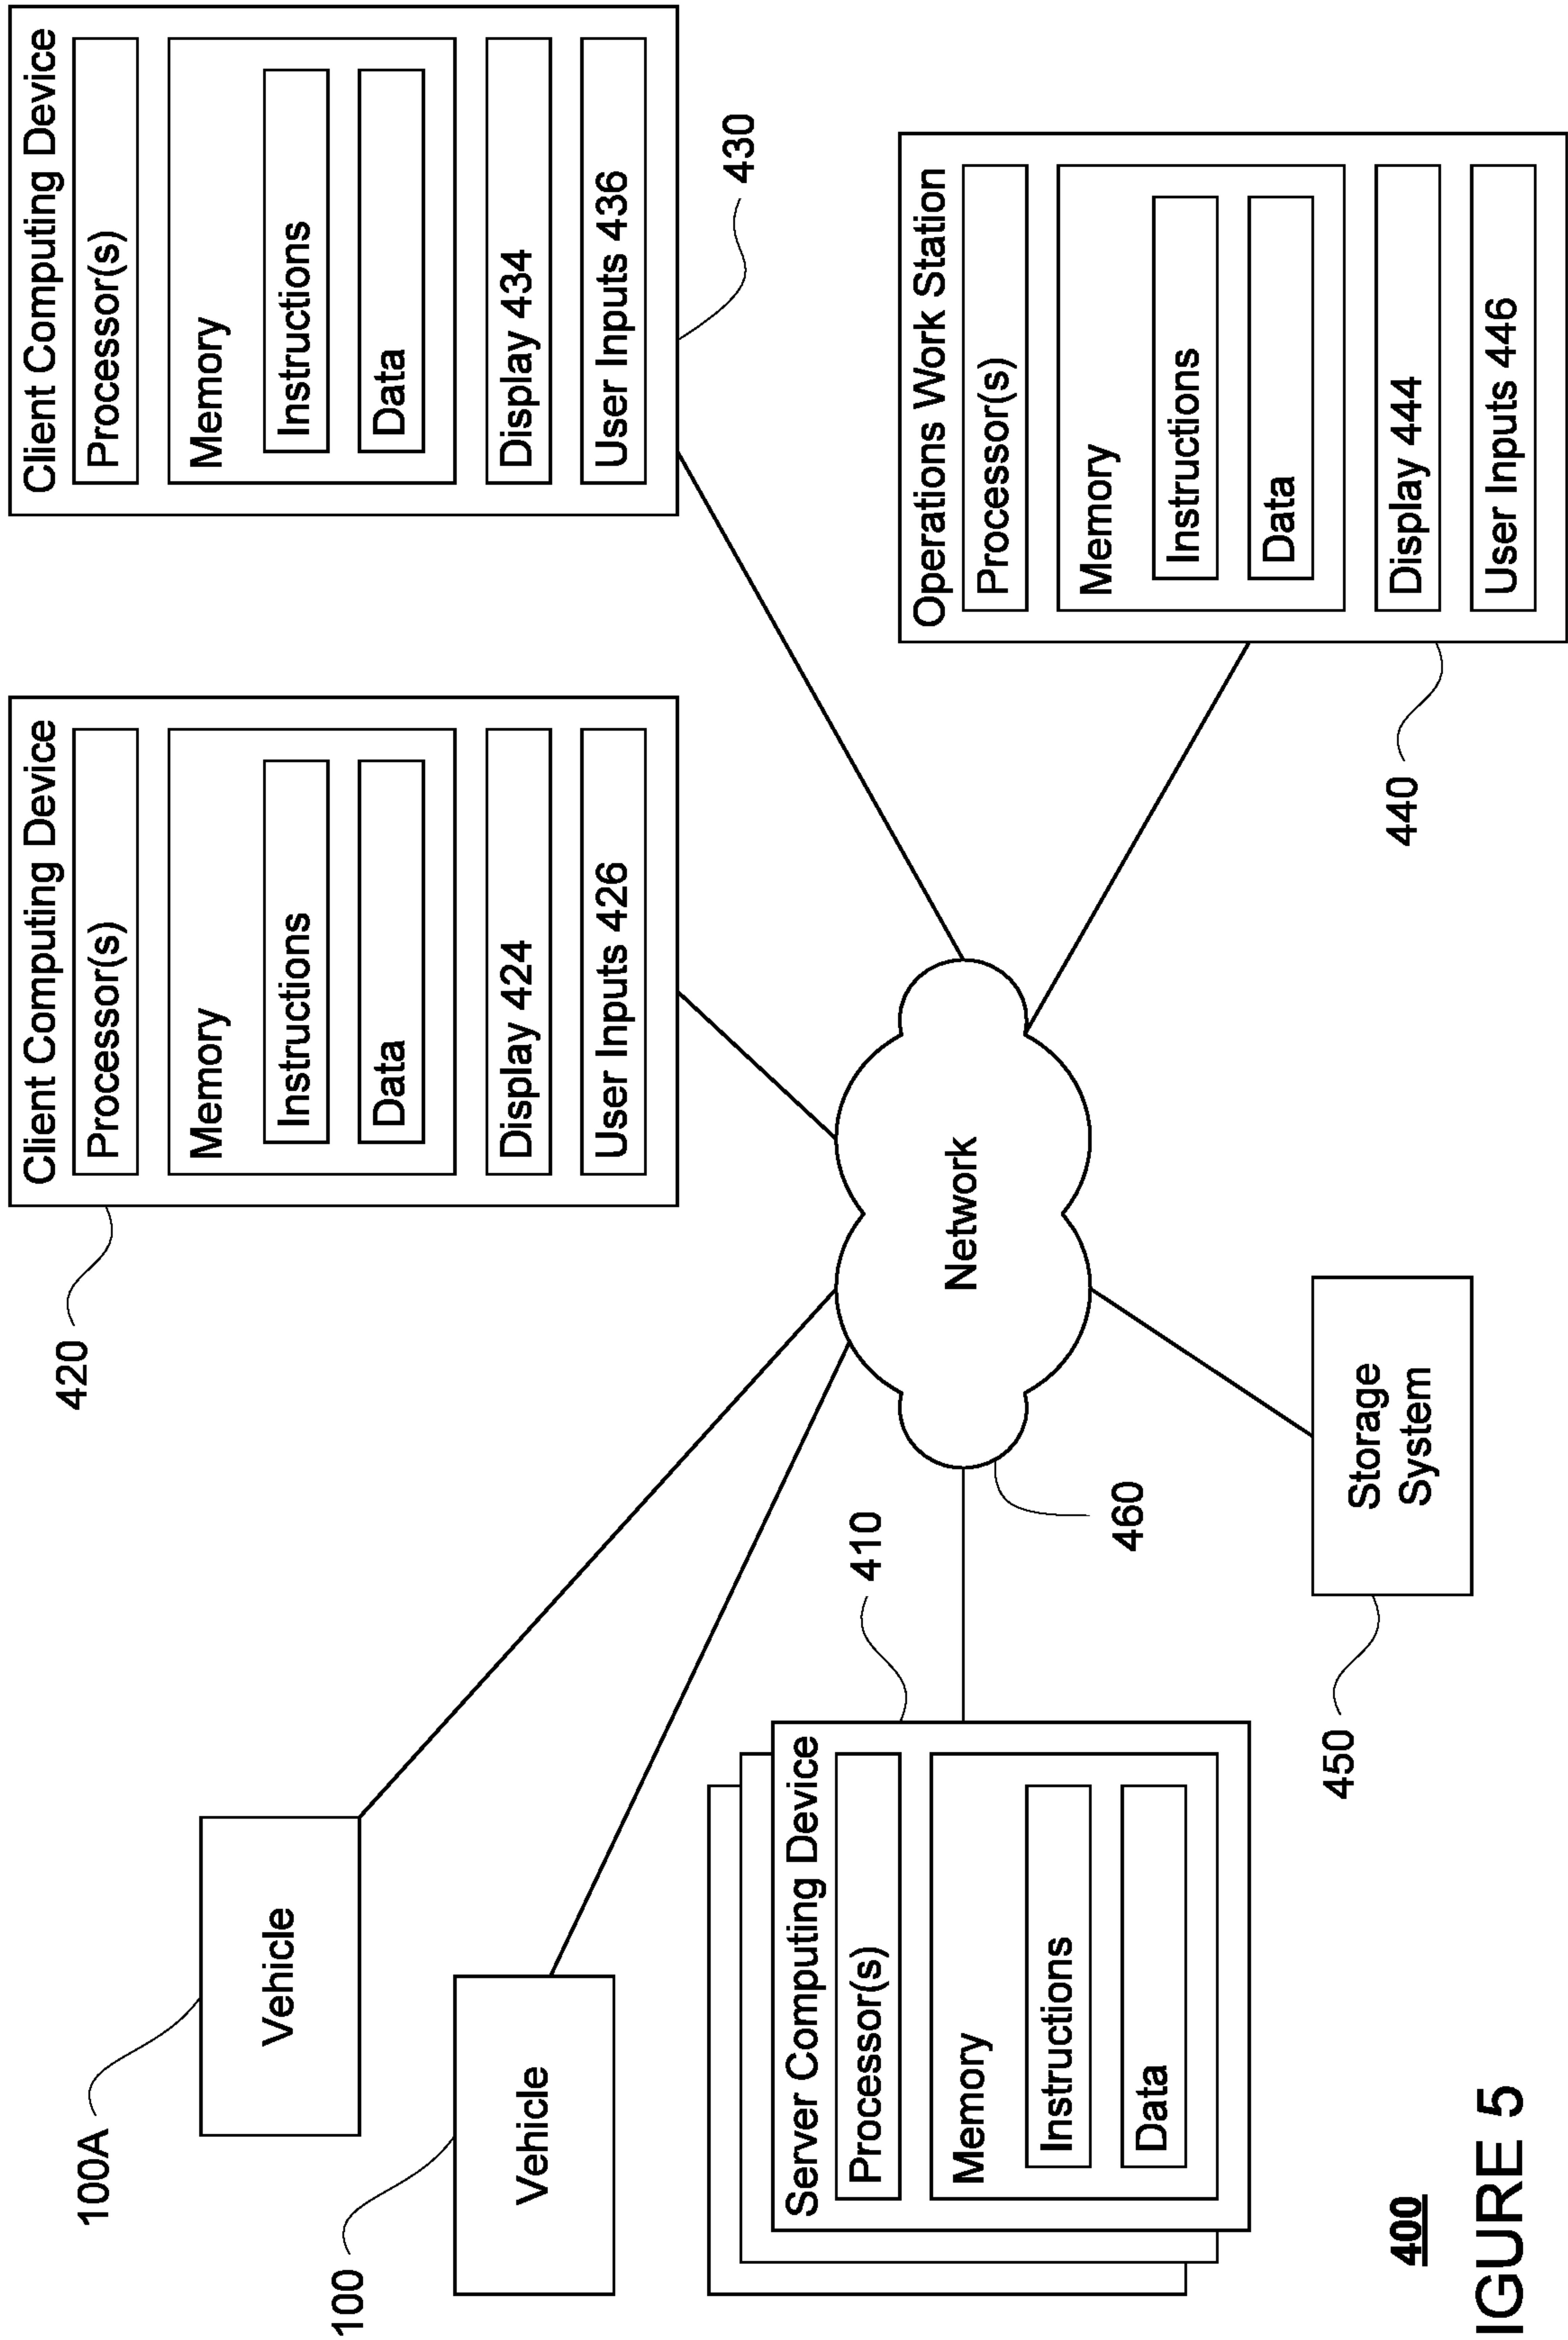 100A
Vehicle
100
Vehicle
420
Client Computing Device
Processor(s)
Memory
Instructions
Data
Display 424
User Inputs 426
Client Computing Device
Processor(s)
Memory
Instructions
Data
Display 434
User Inputs 436
430
Server Computing Device
Processor(s)
Memory
Instructions
Data
410
Network
460
Operations Work Station
Processor(s)
Memory
Instructions
Data
Display 444
User Inputs 446
440
Storage
System
450
400
IGURE 5